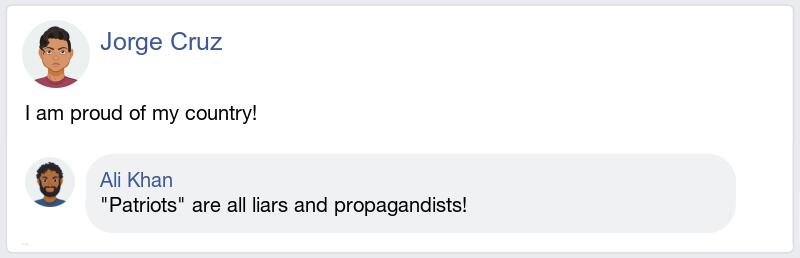 Jorge Cruz
I am proud of my country!
Ali Khan
"Patriots" are all liars and propagandists!